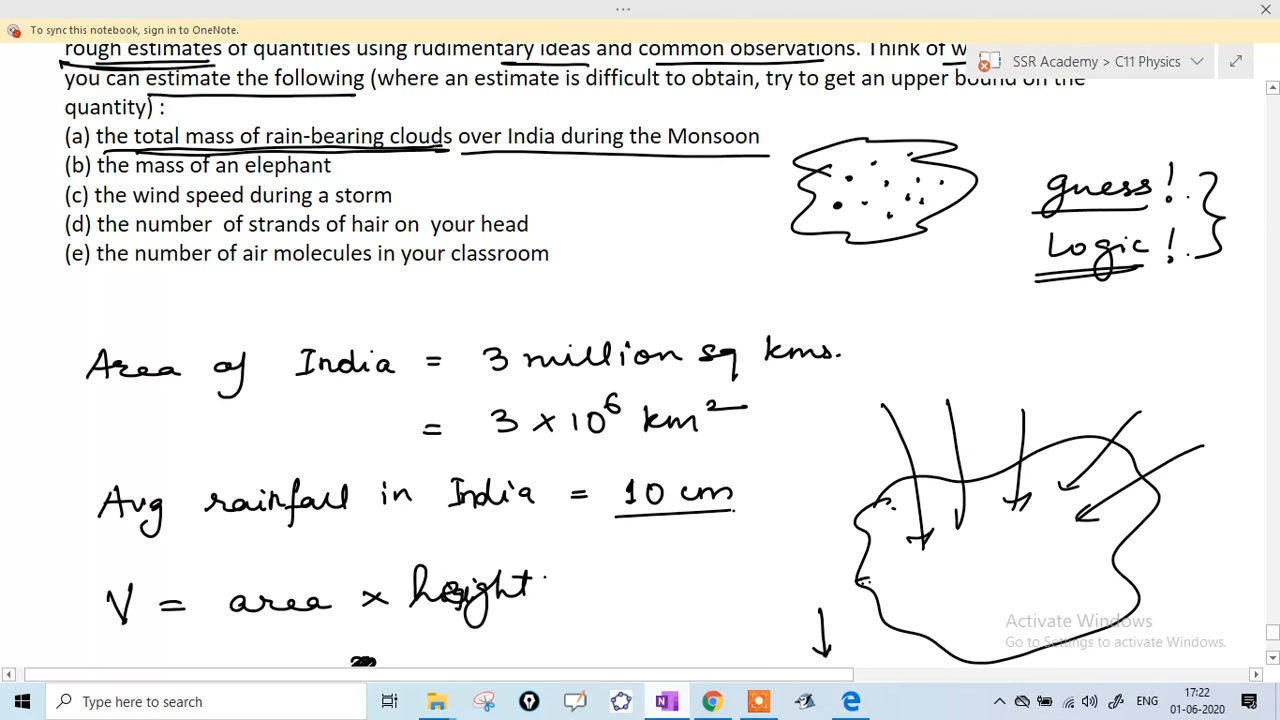 ...
To sync this notebook, sign in to OneNote.
rough estimates of quantities using rudimentary ideas and common observations. Think of w
SSR Academy > C11 Physics
you can estimate the following (where an estimate is difficult to obtain, try to get an upper bound on the
quantity) :
(a) the total mass of rain-bearing clouds over India during the Monsoon
(b) the mass of an elephant
(c) the wind speed during a storm
(d) the number of strands of hair on your head
(e) the number of air molecules in your classroom
guess!
Logic!
Area of India = 3 million sq kms.
= 3 × 10⁶ km²
Avg rainfall in India = 10 cm
V = area × height
Activate Windows
Go to Settings to activate Windows.
Type here to search
ENG
17:22
01-06-2020